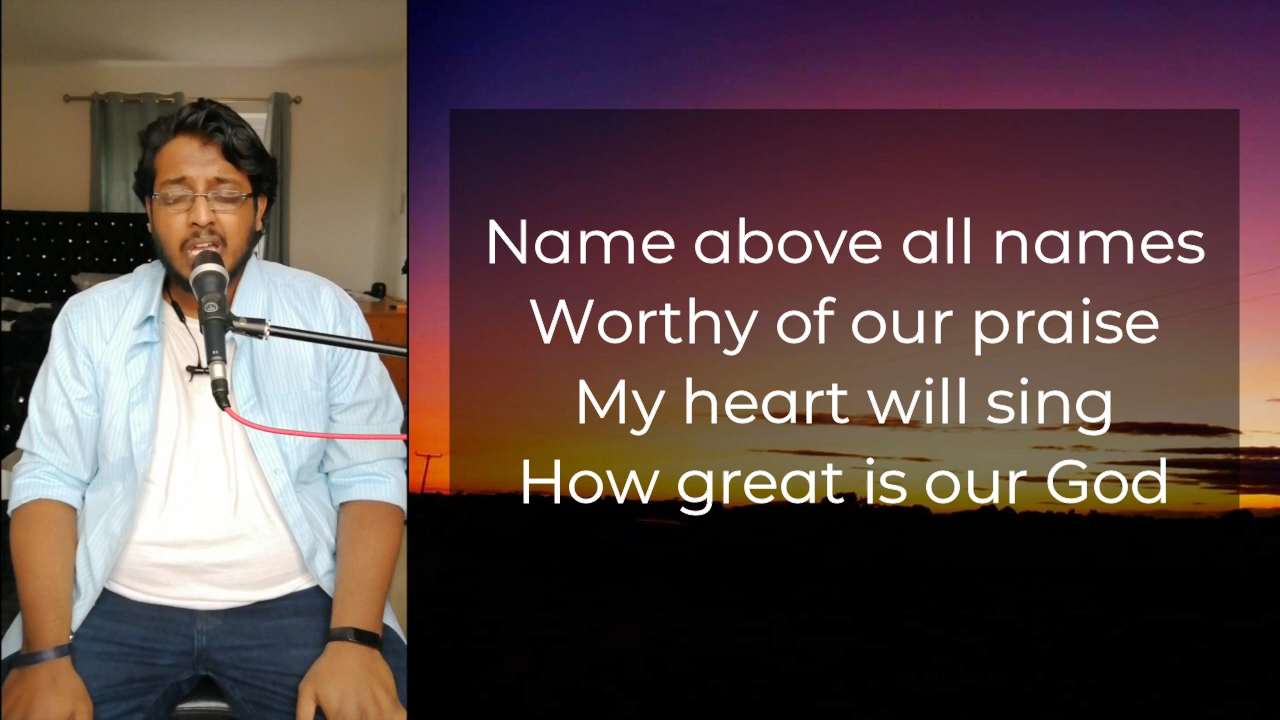 Name above all names
Worthy of our praise
My heart will sing
How great is our God